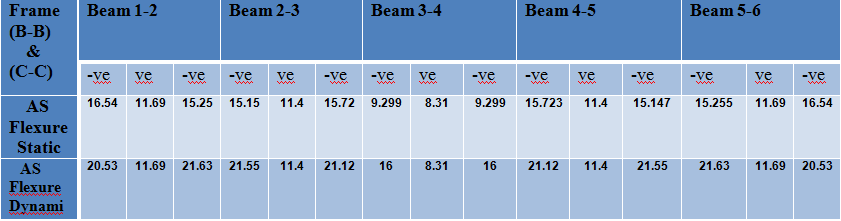 Frame (B-B) & (C-C) Beam 1-2 Beam 2-3 Beam 3-4 Beam 4-5 Beam 5-6
-ve ve -ve -ve ve -ve -ve ve -ve -ve ve -ve -ve ve -ve
AS Flexure Static 16.54 11.69 15.25 15.15 11.4 15.72 9.299 8.31 9.299 15.723 11.4 15.147 15.255 11.69 16.54
AS Flexure Dynami 20.53 11.69 21.63 21.55 11.4 21.12 16 8.31 16 21.12 11.4 21.55 21.63 11.69 20.53